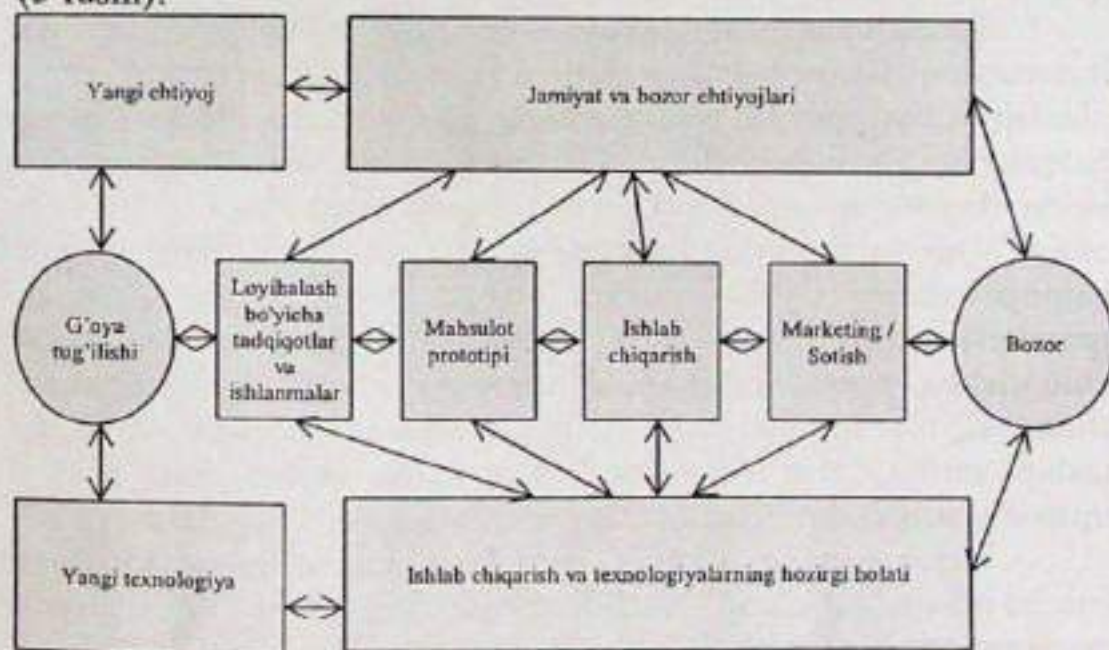 Yangi ehtiyoj
Jamiyat va bozor ehtiyojlari
G'oya
tug'ilishi
Loyihalash
bo'yicha
tadqiqotlar
va
ishlanmalar
Mahsulot
prototipi
Ishlab
chiqarish
Marketing /
Sotish
Bozor
Yangi texnologiya
Ishlab chiqarish va texnologiyalarning hozirgi holati